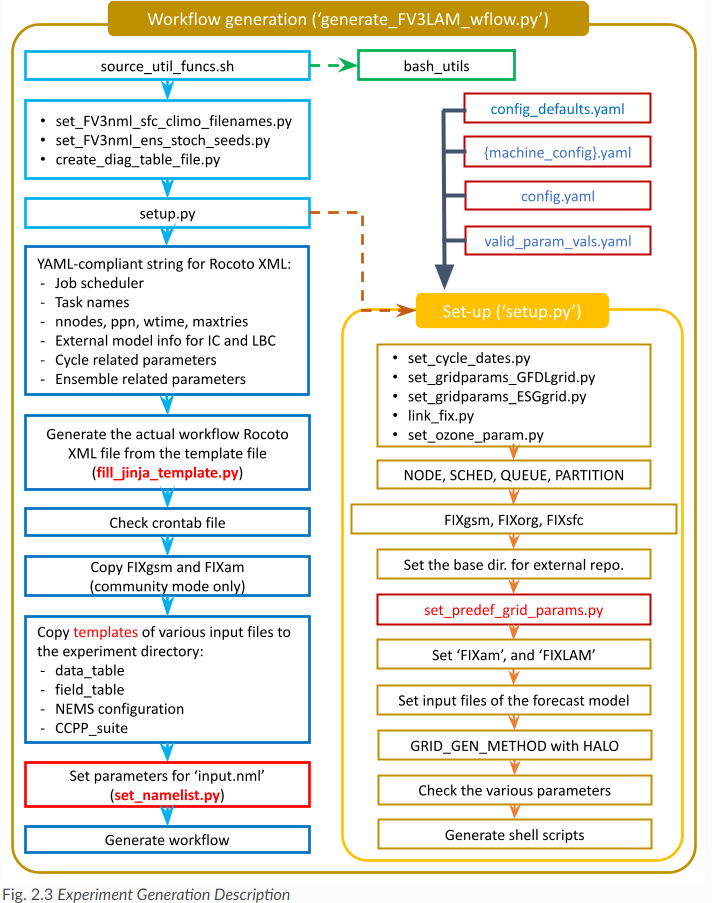 Workflow generation ('generate_FV3LAM_wflow.py')
source_util_funcs.sh
bash_utils
• set_FV3nml_sfc_climo_filenames.py
• set_FV3nml_ens_stoch_seeds.py
• create_diag_table_file.py
setup.py
YAML-compliant string for Rocoto XML:
- Job scheduler
- Task names
- nnodes, ppn, wtime, maxtries
- External model info for IC and LBC
- Cycle related parameters
- Ensemble related parameters
Generate the actual workflow Rocoto
XML file from the template file
(fill_jinja_template.py)
Check crontab file
Copy FIXgsm and FIXam
(community mode only)
Copy templates of various input files to
the experiment directory:
- data_table
- field_table
- NEMS configuration
- CCPP_suite
Set parameters for 'input.nml'
(set_namelist.py)
Generate workflow
config_defaults.yaml
{machine_config}.yaml
config.yaml
valid_param_vals.yaml
Set-up ('setup.py')
• set_cycle_dates.py
• set_gridparams_GFDLgrid.py
• set_gridparams_ESGgrid.py
• link_fix.py
• set_ozone_param.py
NODE, SCHED, QUEUE, PARTITION
FIXgsm, FIXorg, FIXsfc
Set the base dir. for external repo.
set_predef_grid_params.py
Set 'FIXam', and 'FIXLAM'
Set input files of the forecast model
GRID_GEN_METHOD with HALO
Check the various parameters
Generate shell scripts
Fig. 2.3 Experiment Generation Description